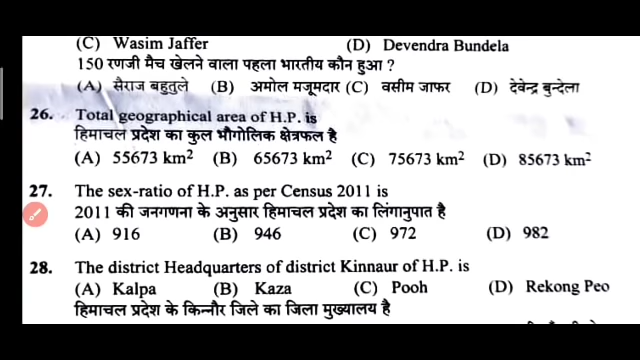 (C) Wasim Jaffer (D) Devendra Bundela
150 रणजी मैच खेलने वाला पहला भारतीय कौन हुआ ?
(A) सैराज बहुतुले (B) अमोल मजूमदार (C) वसीम जाफर (D) देवेन्द्र बुन्देला
26. Total geographical area of H.P. is
हिमाचल प्रदेश का कुल भौगोलिक क्षेत्रफल है
(A) 55673 km² (B) 65673 km² (C) 75673 km² (D) 85673 km²
27. The sex-ratio of H.P. as per Census 2011 is
2011 की जनगणना के अनुसार हिमाचल प्रदेश का लिंगानुपात है
(A) 916 (B) 946 (C) 972 (D) 982
28. The district Headquarters of district Kinnaur of H.P. is
(A) Kalpa (B) Kaza (C) Pooh (D) Rekong Peo
हिमाचल प्रदेश के किन्नौर जिले का जिला मुख्यालय है